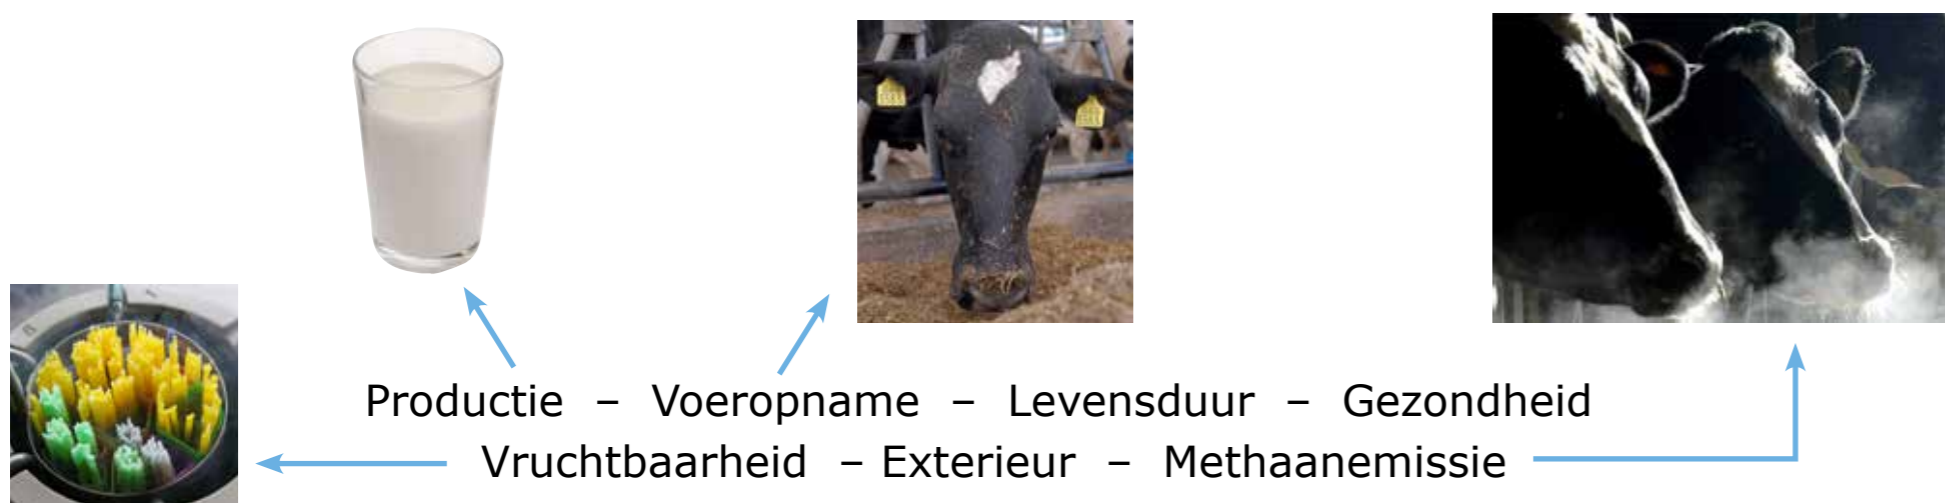 Productie – Voeropname – Levensduur – Gezondheid
Vruchtbaarheid – Exterieur – Methaanemissie